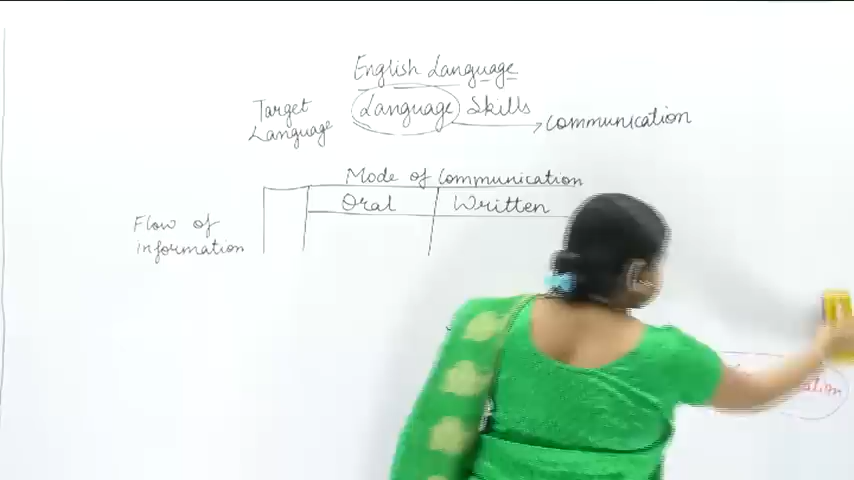 English Language
Target Language Skills
Language communication
Mode of communication
Oral Written
Flow of
information